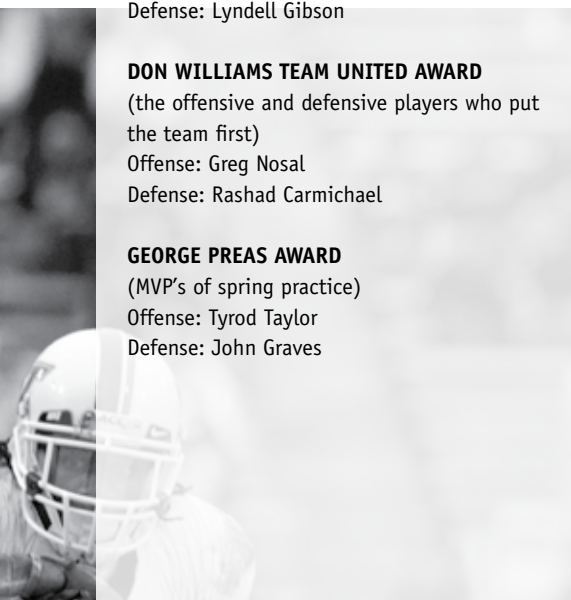 Defense: Lyndell Gibson
DON WILLIAMS TEAM UNITED AWARD
(the offensive and defensive players who put
the team first)
Offense: Greg Nosal
Defense: Rashad Carmichael
GEORGE PREAS AWARD
(MVP's of spring practice)
Offense: Tyrod Taylor
Defense: John Graves